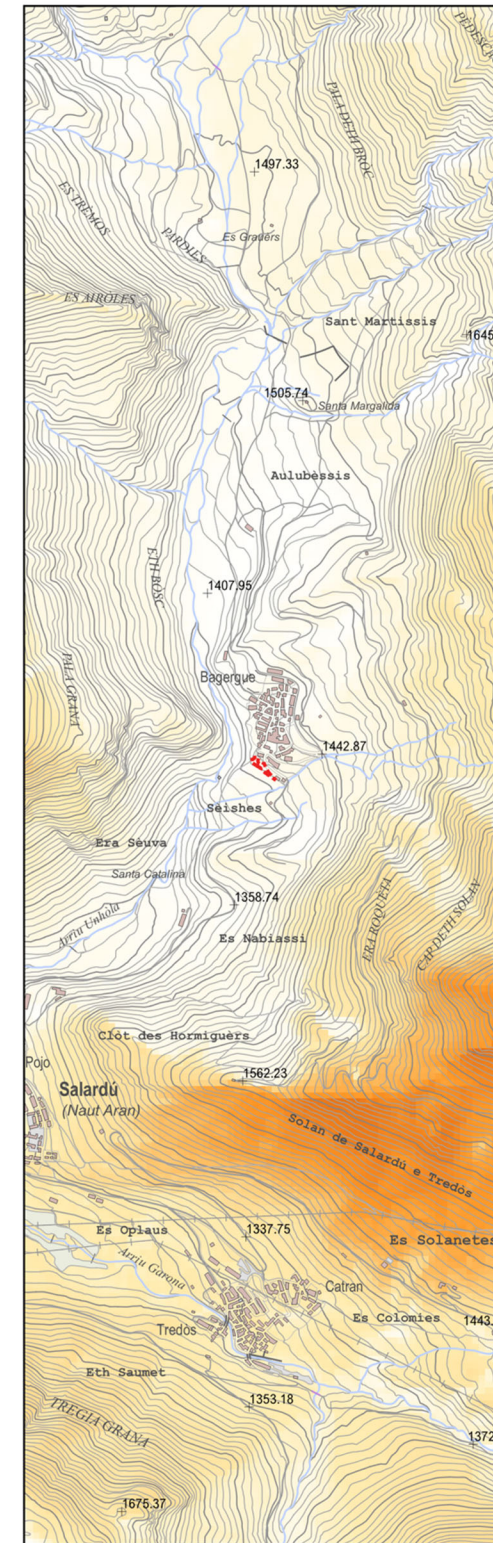 PALA DETH BROC
1497.33
ES TREMOS
PARDIES
Es Grauèrs
ES AIROLES
Sant Martissis
1645
1505.74
Santa Margalida
Aulubèssis
ETH BOSC
1407.95
PALA GRANA
Bagergue
1442.87
Sèishes
Era Sèuva
Santa Catalina
1358.74
Arriu Unhòla
Es Nabiassi
ERA ROQUETA
CAP DETH SOLAN
Clòt des Hormiguèrs
Pojo
1562.23
Salardú
(Naut Aran)
Solan de Salardú e Tredòs
Es Oplaus
1337.75
Es Solanetes
Arriu Garona
Catran
Es Colomies
1443.
Tredòs
Eth Saumet
1353.18
TREGIA GRANA
1372
1675.37